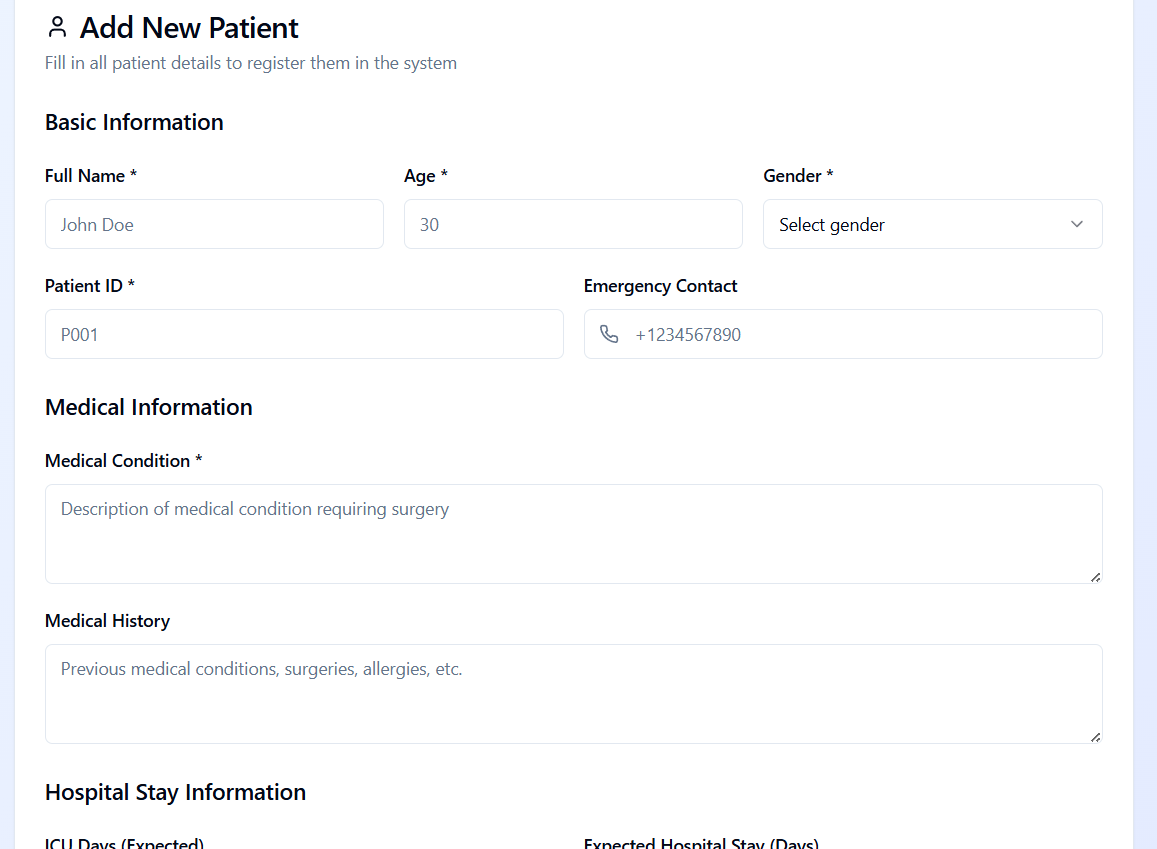 Add New Patient
Fill in all patient details to register them in the system
Basic Information
Full Name * Age * Gender *
John Doe 30 Select gender
Patient ID * Emergency Contact
P001 +1234567890
Medical Information
Medical Condition *
Description of medical condition requiring surgery
Medical History
Previous medical conditions, surgeries, allergies, etc.
Hospital Stay Information
ICU Days (Expected) Expected Hospital Stay (Days)